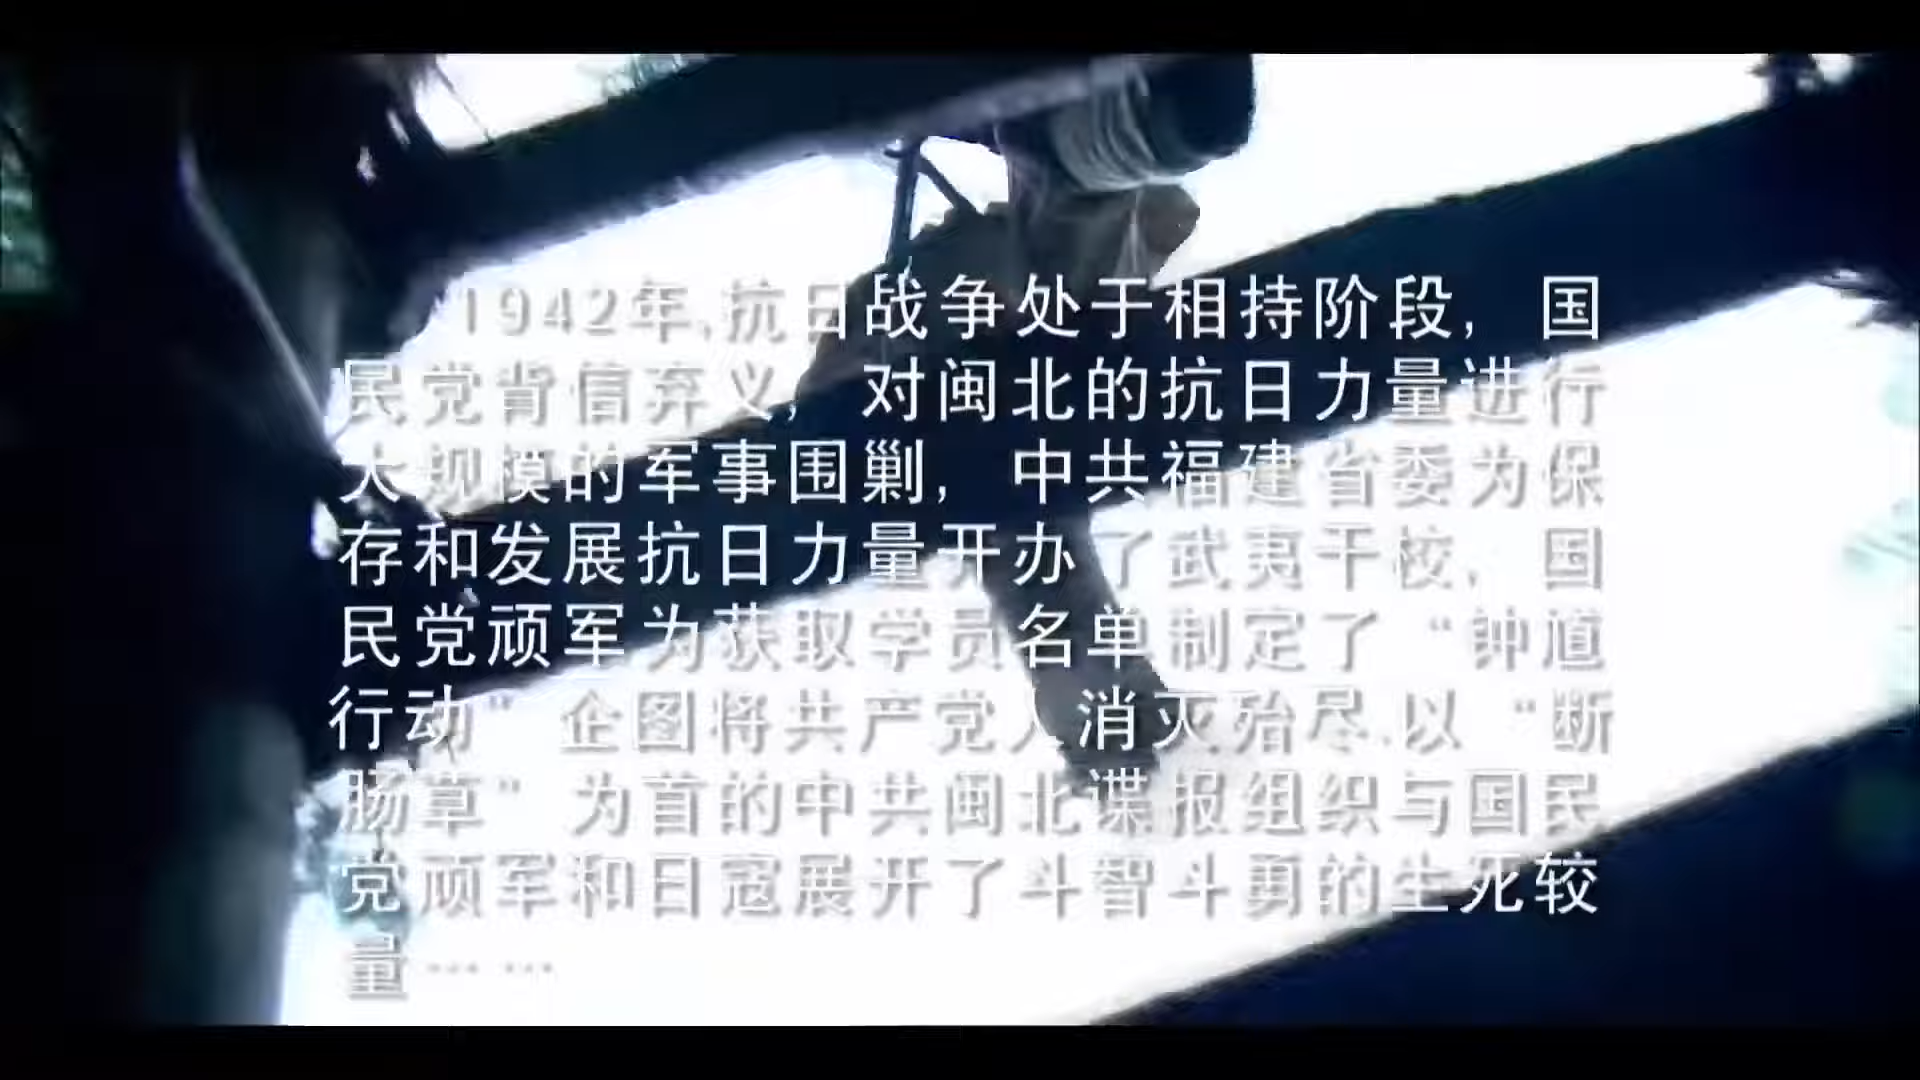 1942年,抗日战争处于相持阶段，国
民党背信弃义，对闽北的抗日力量进行
大规模的军事围剿，中共福建省委为保
存和发展抗日力量开办了武夷干校，国
民党顽军为获取学员名单制定了“钟道
行动”企图将共产党人消灭殆尽.以“断
肠草”为首的中共闽北谍报组织与国民
党顽军和日寇展开了斗智斗勇的生死较
量……